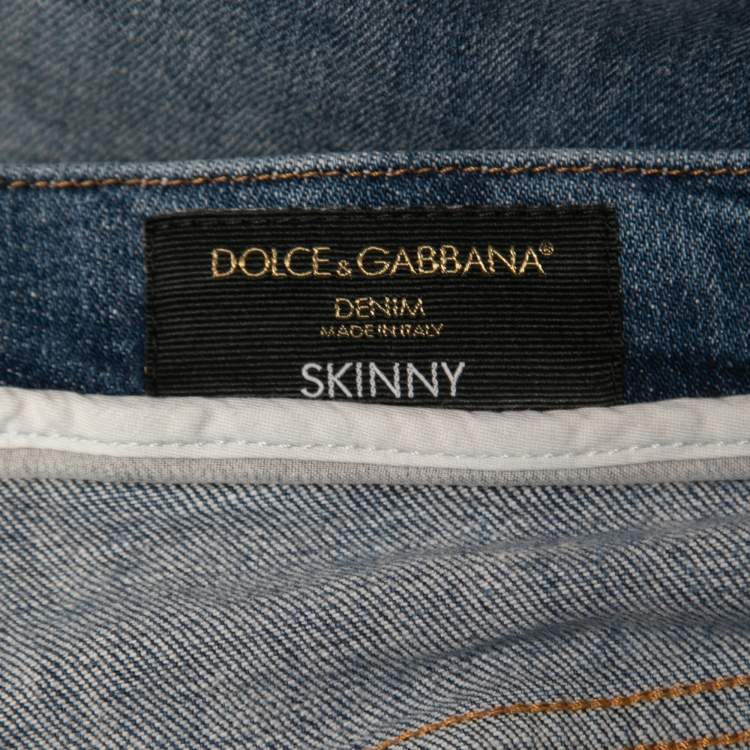 DOLCE & GABBANA®
DENIM
MADE IN ITALY
SKINNY